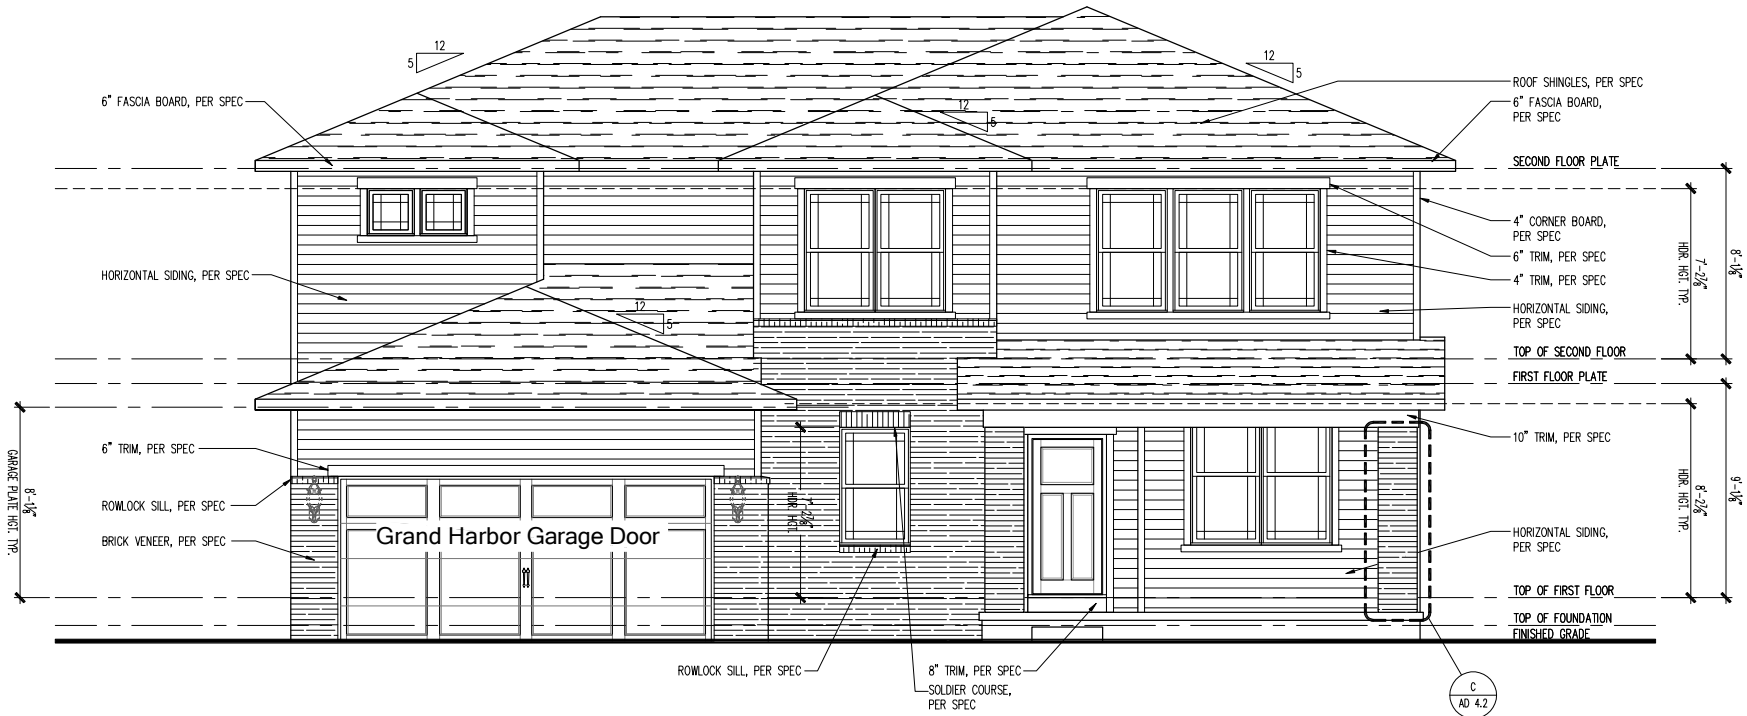 12
5
12
5
12
5
12
5
6" FASCIA BOARD, PER SPEC
HORIZONTAL SIDING, PER SPEC
6" TRIM, PER SPEC
ROWLOCK SILL, PER SPEC
BRICK VENEER, PER SPEC
GARAGE PLATE HGT. TYP.
8'-1⅛"
Grand Harbor Garage Door
HDR. HGT.
7'-2⅞"
ROWLOCK SILL, PER SPEC
8" TRIM, PER SPEC
SOLDIER COURSE,
PER SPEC
ROOF SHINGLES, PER SPEC
6" FASCIA BOARD,
PER SPEC
SECOND FLOOR PLATE
4" CORNER BOARD,
PER SPEC
6" TRIM, PER SPEC
4" TRIM, PER SPEC
HORIZONTAL SIDING,
PER SPEC
TOP OF SECOND FLOOR
FIRST FLOOR PLATE
10" TRIM, PER SPEC
HORIZONTAL SIDING,
PER SPEC
TOP OF FIRST FLOOR
TOP OF FOUNDATION
FINISHED GRADE
HDR. HGT. TYP.
7'-2⅞"
8'-1⅛"
HDR. HGT. TYP.
8'-2⅞"
9'-1⅛"
C
AD 4.2